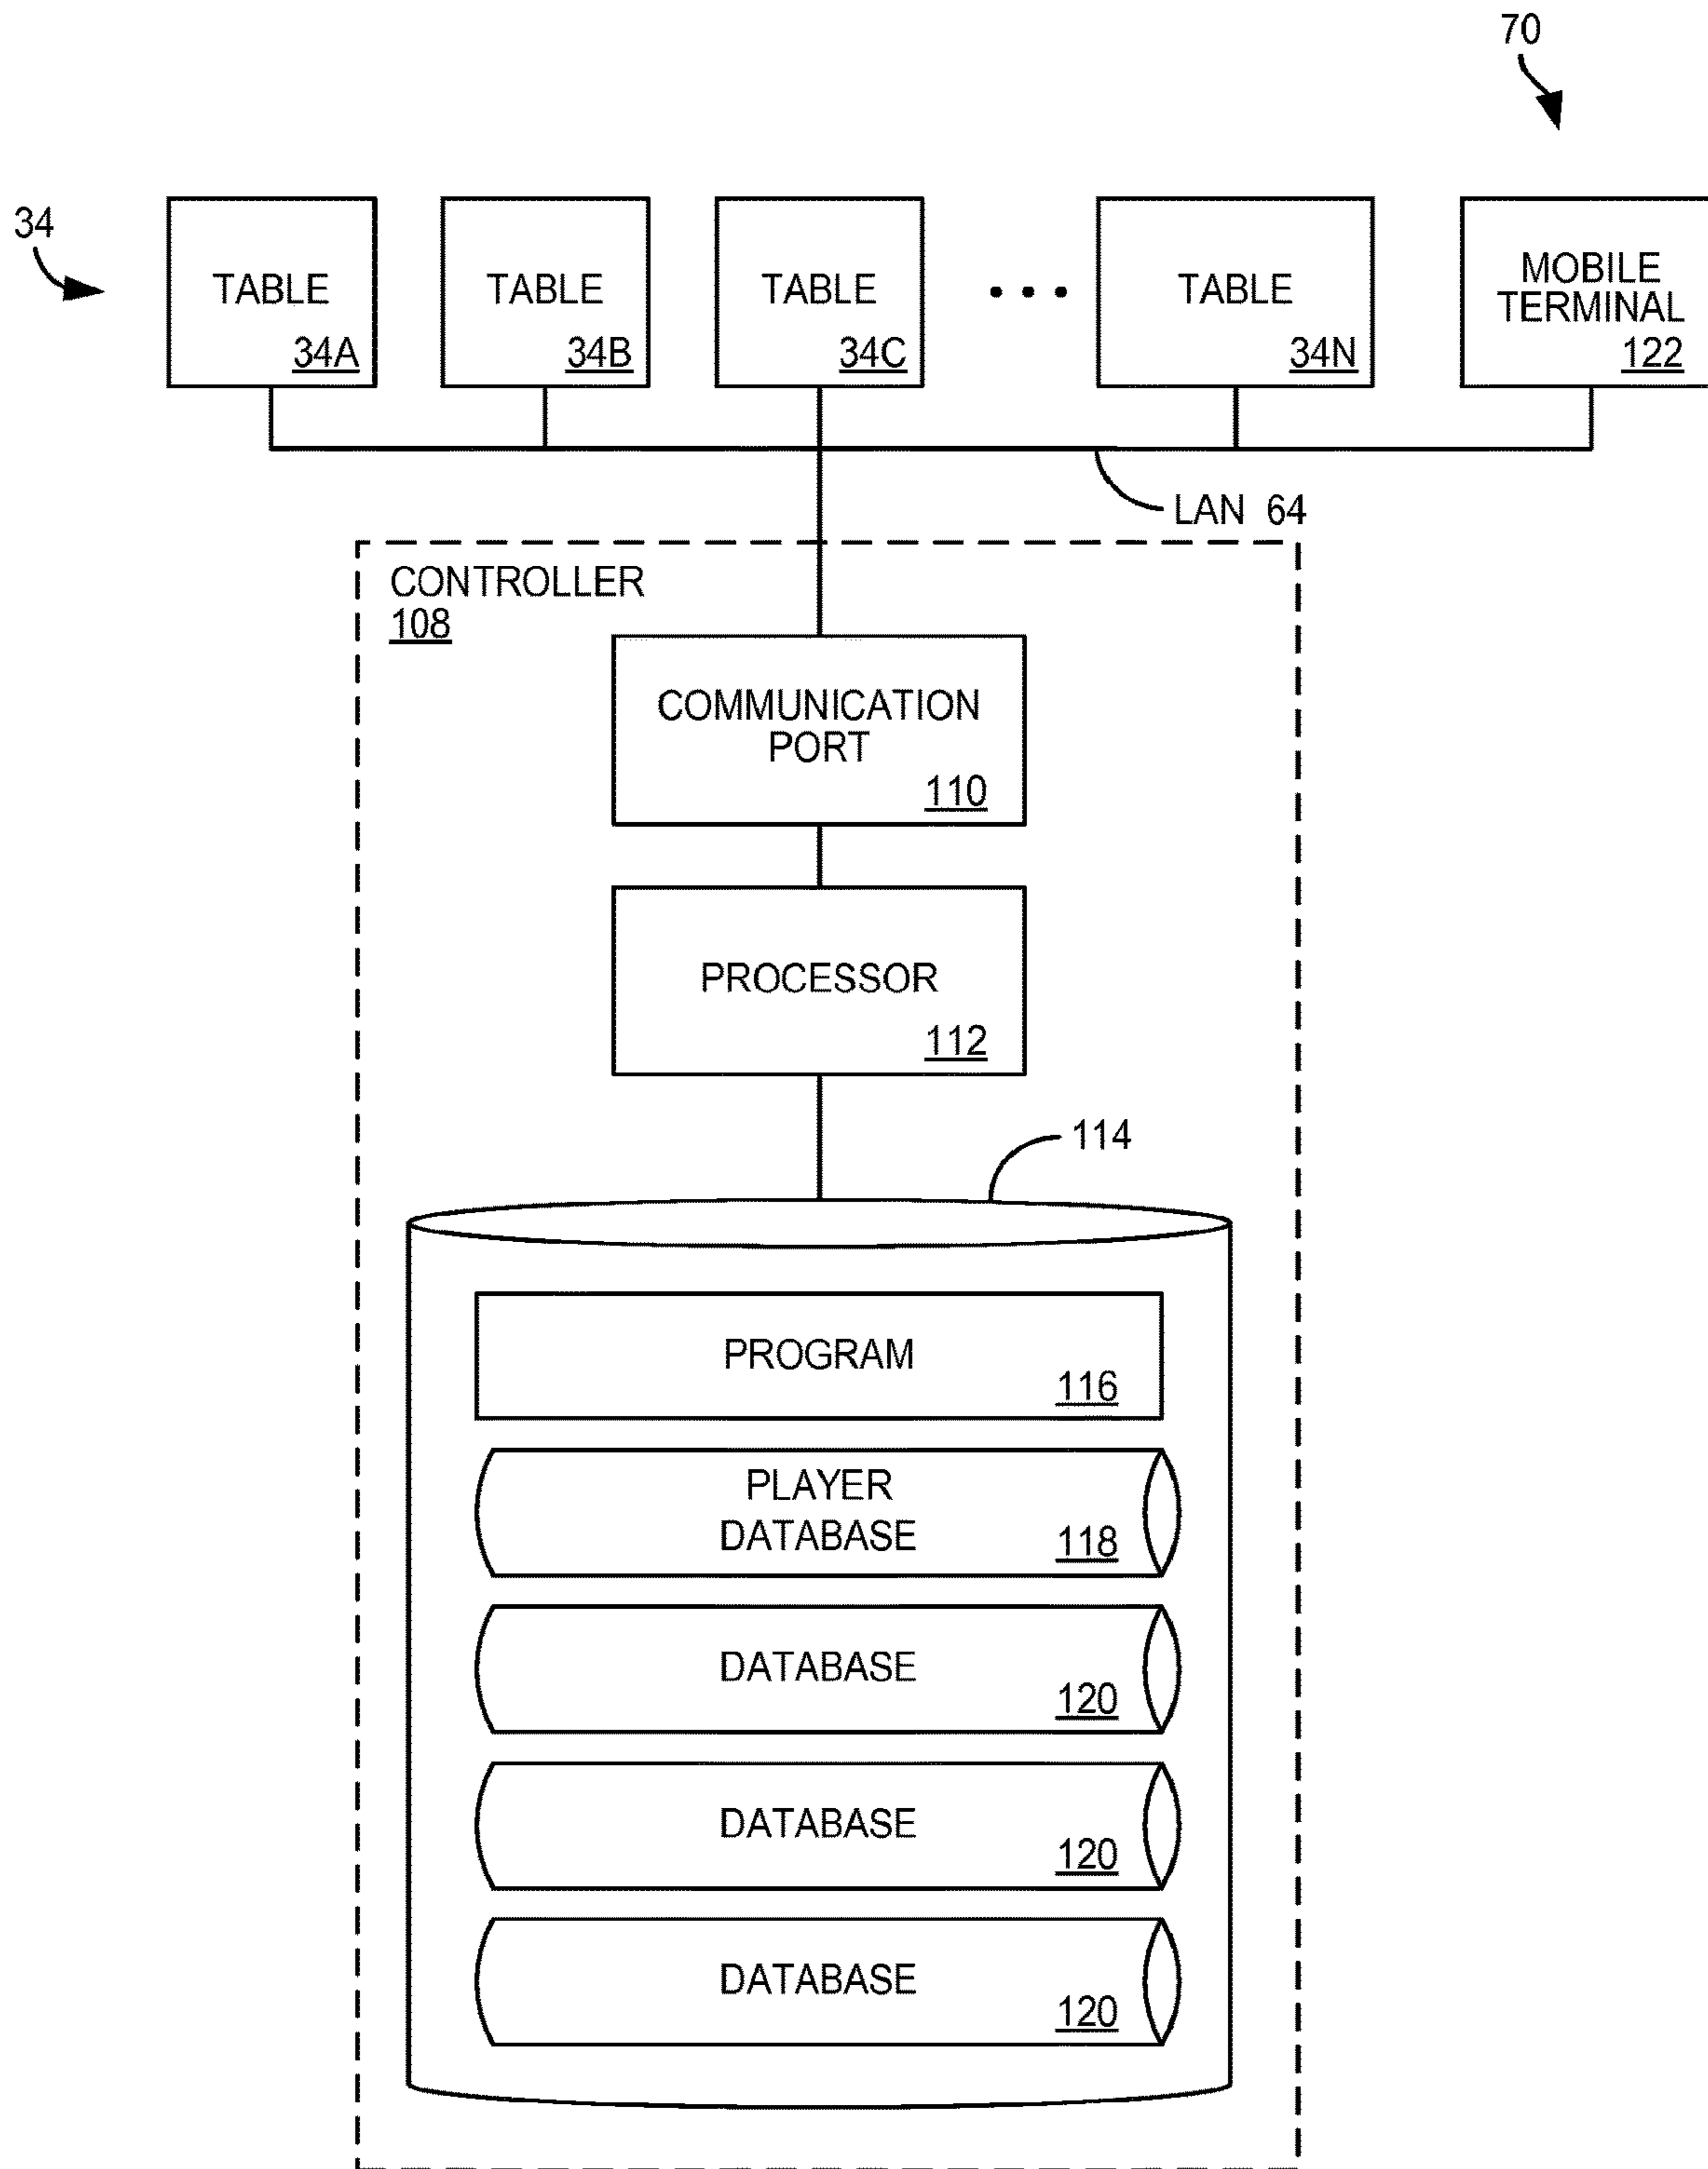 70
34
TABLE
34A
TABLE
34B
TABLE
34C
TABLE
34N
MOBILE
TERMINAL
122
LAN 64
CONTROLLER
108
COMMUNICATION
PORT
110
PROCESSOR
112
114
PROGRAM
116
PLAYER
DATABASE
118
DATABASE
120
DATABASE
120
DATABASE
120